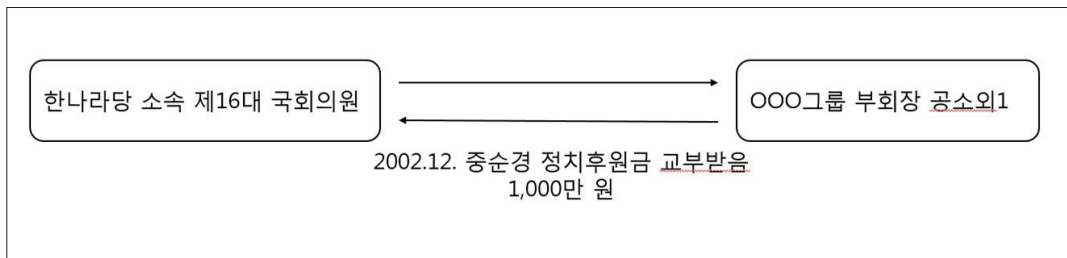 한나라당 소속 제16대 국회의원
OOO그룹 부회장 공소외1
2002.12. 중순경 정치후원금 교부받음
1,000만 원